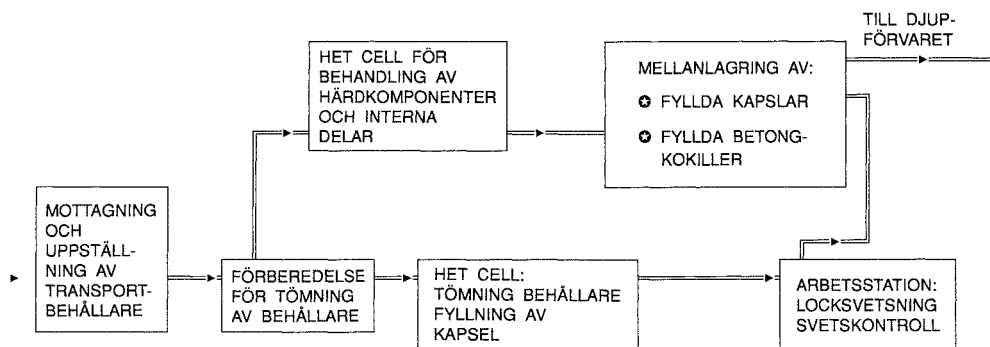 TILL DJUP-
FÖRVARET
HET CELL FÖR
BEHANDLING AV
HÄRDKOMPONENTER
OCH INTERNA
DELAR
MELLANLAGRING AV:
✪ FYLLDA KAPSLAR
✪ FYLLDA BETONG-
KOKILLER
MOTTAGNING
OCH
UPPSTÄLL-
NING AV
TRANSPORT-
BEHÅLLARE
FÖRBEREDELSE
FÖR TÖMNING
AV BEHÅLLARE
HET CELL:
TÖMNING BEHÅLLARE
FYLLNING AV
KAPSEL
ARBETSSTATION:
LOCKSVETSNING
SVETSKONTROLL